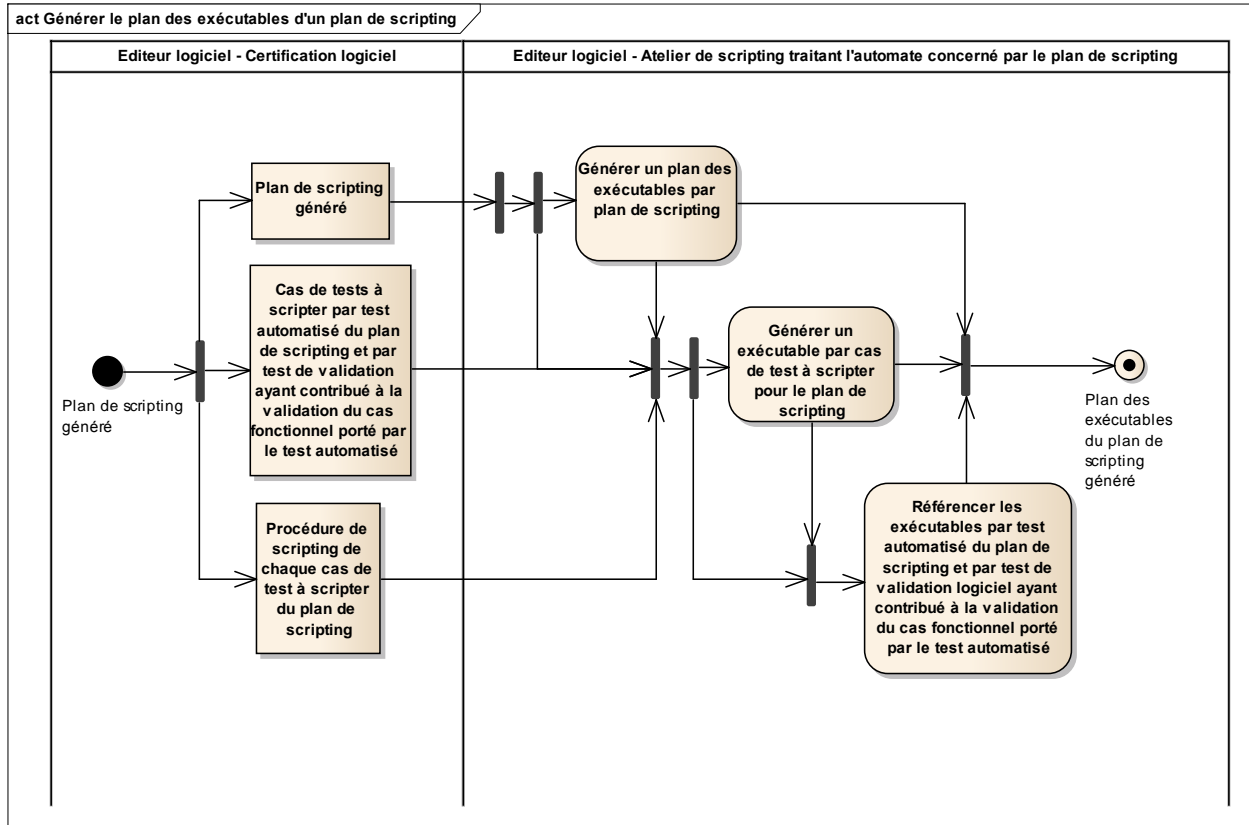 act Générer le plan des exécutables d'un plan de scripting
Editeur logiciel - Certification logiciel
Editeur logiciel - Atelier de scripting traitant l'automate concerné par le plan de scripting
Plan de scripting
généré
Plan de scripting
généré
Cas de tests à
scripter par test
automatisé du plan
de scripting et par
test de validation
ayant contribué à la
validation du cas
fonctionnel porté par
le test automatisé
Procédure de
scripting de
chaque cas de
test à scripter
du plan de
scripting
Générer un plan des
exécutables par
plan de scripting
Générer un
exécutable par cas
de test à scripter
pour le plan de
scripting
Référencer les
exécutables par test
automatisé du plan de
scripting et par test de
validation logiciel ayant
contribué à la validation
du cas fonctionnel porté
par le test automatisé
Plan des
exécutables
du plan de
scripting
généré